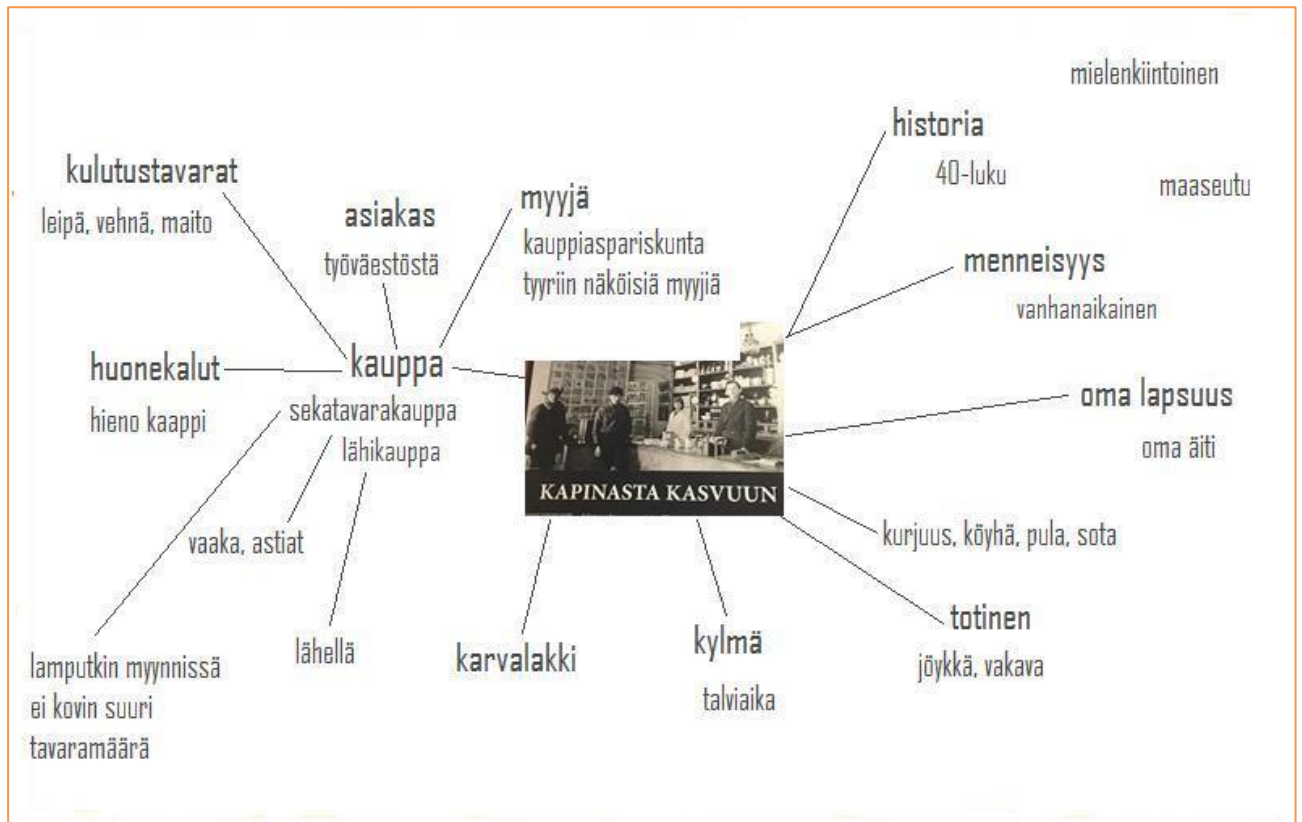 mielenkiintoinen
historia
40-luku
maaseutu
kulutustavarat
leipä, vehnä, maito
asiakas
työväestöstä
myyjä
kauppiaspariskunta
tyyriin näköisiä myyjiä
menneisyys
vanhanaikainen
huonekalut
hieno kaappi
kauppa
sekatavarakauppa
lähikauppa
oma lapsuus
oma äiti
KAPINASTA KASVUUN
vaaka, astiat
kurjuus, köyhä, pula, sota
lamputkin myynnissä
ei kovin suuri
tavaramäärä
lähellä
karvalakki
kylmä
talviaika
totinen
jöykkä, vakava